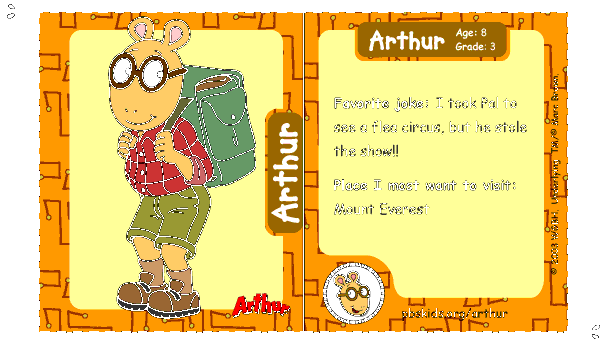 Arthur
Arthur
Arthur
Age: 8
Grade: 3
Favorite joke: I took Pal to
see a flea circus, but he stole
the show!!
Place I most want to visit:
Mount Everest
pbskids.org/arthur